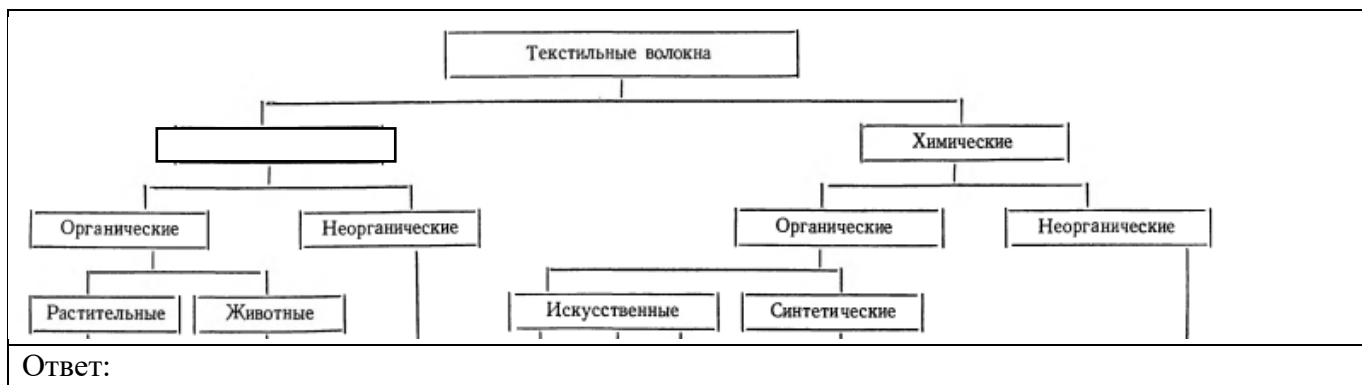 Текстильные волокна
Химические
Органические Неорганические Органические Неорганические
Растительные Животные Искусственные Синтетические
Ответ: